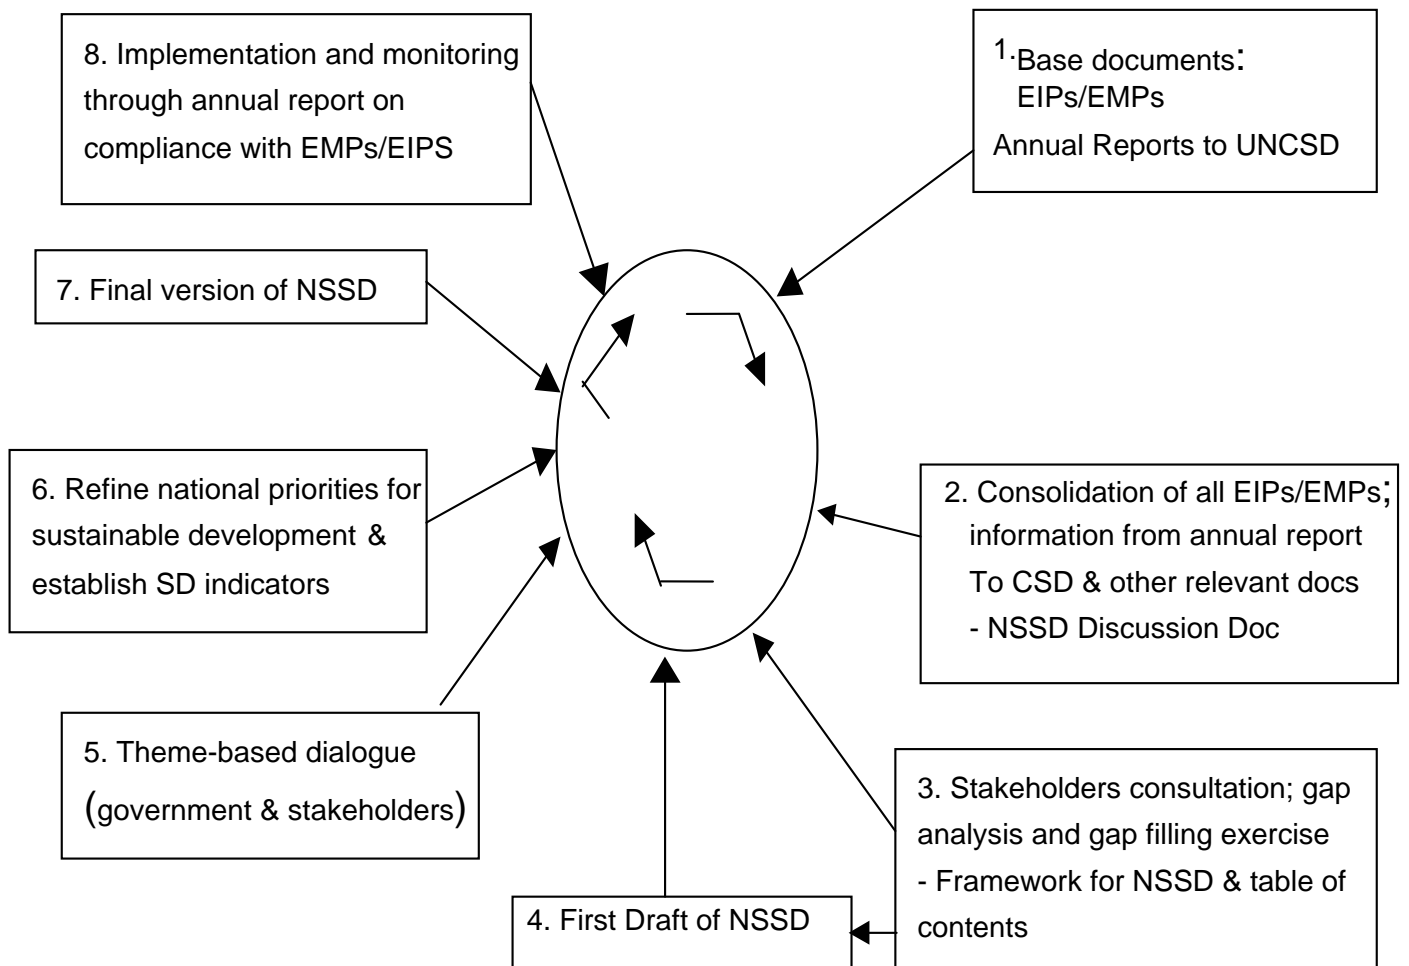 1. Base documents:
EIPs/EMPs
Annual Reports to UNCSD
2. Consolidation of all EIPs/EMPs;
information from annual report
To CSD & other relevant docs
- NSSD Discussion Doc
3. Stakeholders consultation; gap
analysis and gap filling exercise
- Framework for NSSD & table of
contents
4. First Draft of NSSD
5. Theme-based dialogue
(government & stakeholders)
6. Refine national priorities for
sustainable development &
establish SD indicators
7. Final version of NSSD
8. Implementation and monitoring
through annual report on
compliance with EMPs/EIPS